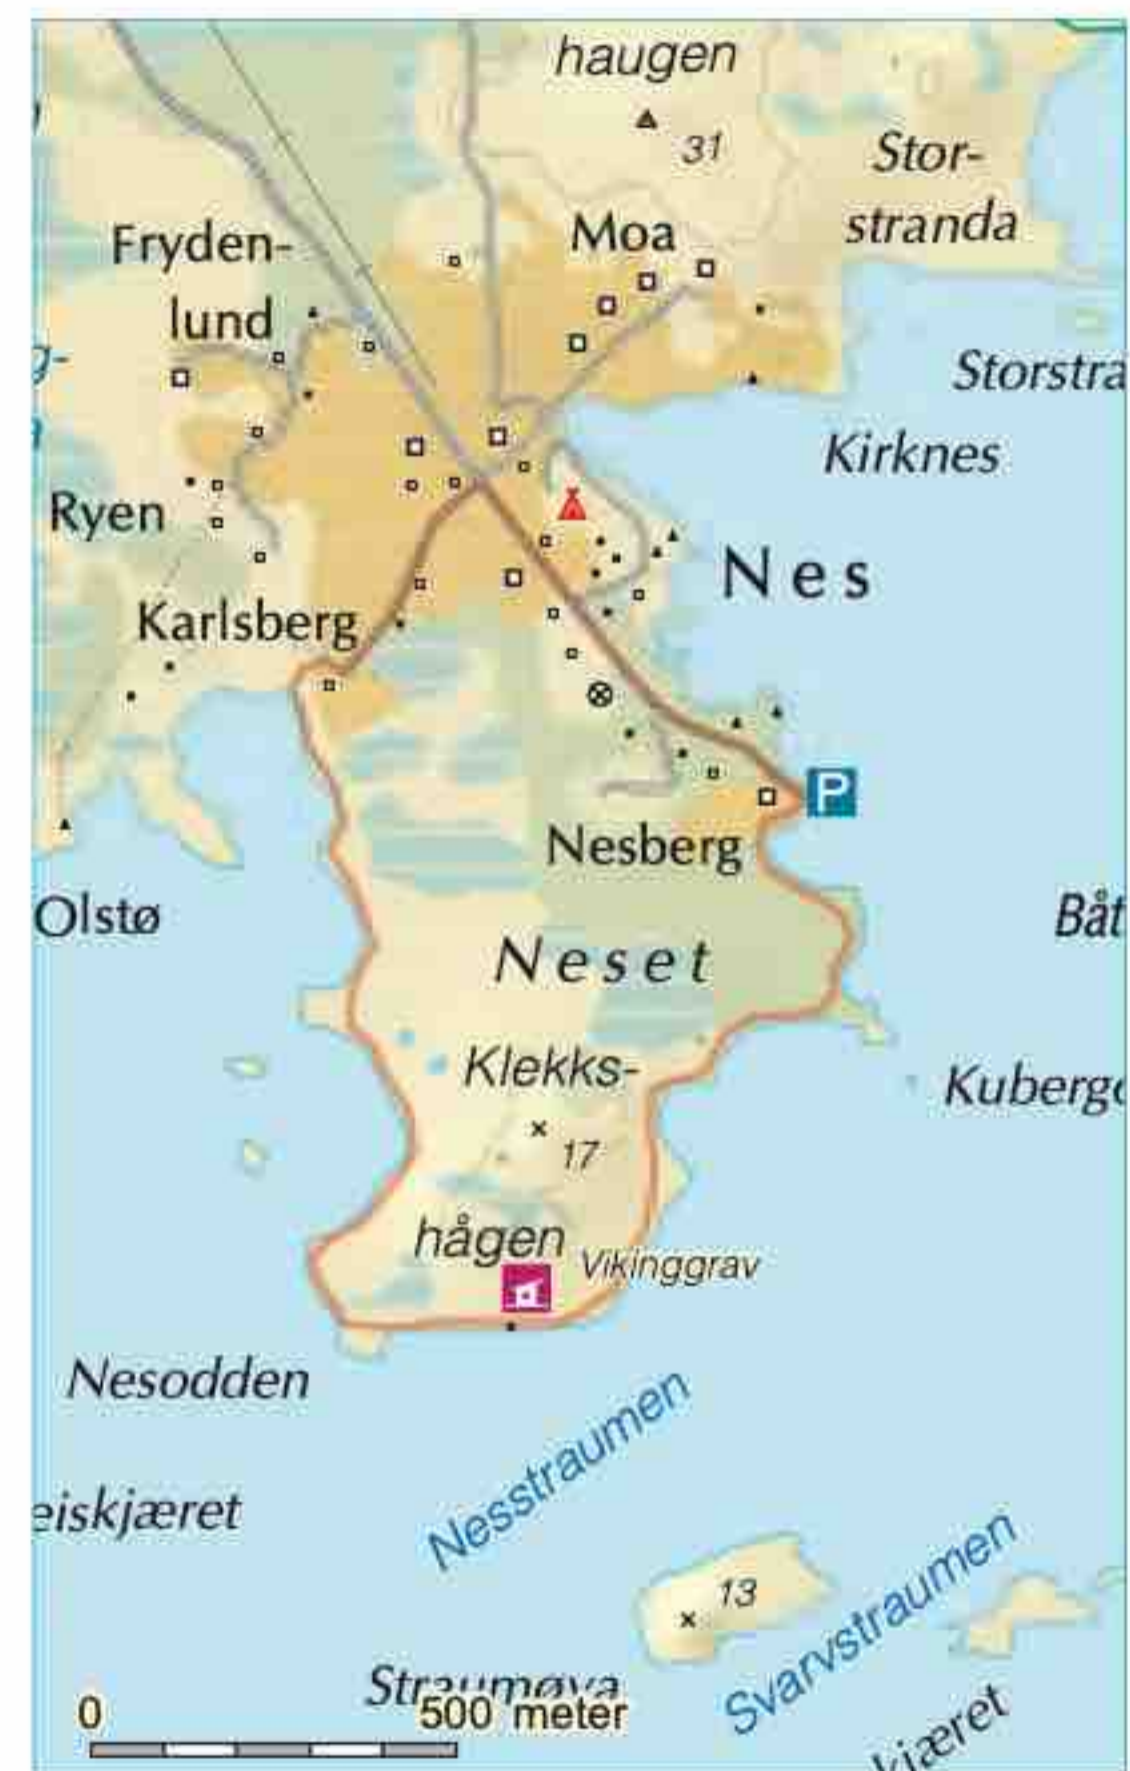 haugen
31
Stor-
stranda
Moa
Fryden-
lund
g-
Storstra
Kirknes
Ryen
Nes
Karlsberg
P
Nesberg
Olstø
Båt
Neset
Klekks-
Kuberg
17
hågen
Vikinggrav
Nesodden
Nesstraumen
eiskjæret
13
Svarvstraumen
Straumøya
0 500 meter
kjæret